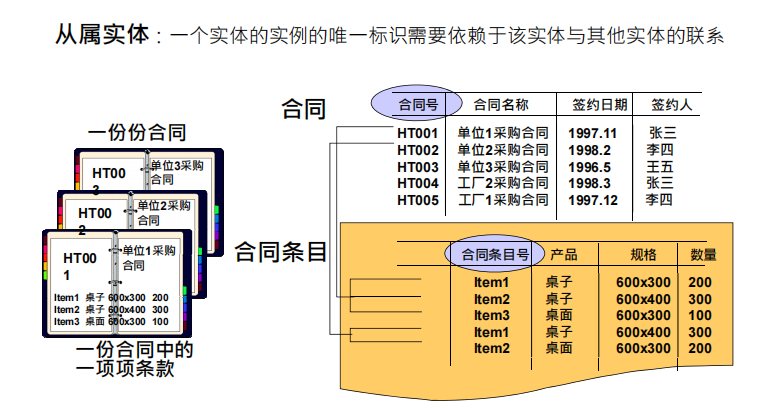 从属实体：一个实体的实例的唯一标识需要依赖于该实体与其他实体的联系
合同
合同号 合同名称 签约日期 签约人
HT001 单位1采购合同 1997.11 张三
HT002 单位2采购合同 1998.2 李四
HT003 单位3采购合同 1996.5 王五
HT004 工厂2采购合同 1998.3 张三
HT005 工厂1采购合同 1997.12 李四
一份份合同
HT00
3
单位3采购
合同
HT00
2
单位2采购
合同
HT00
1
单位1采购
合同
Item1 桌子 600x300 200
Item2 桌子 600x400 300
Item3 桌面 600x300 100
一份合同中的
一项项条款
合同条目
合同条目号 产品 规格 数量
Item1 桌子 600x300 200
Item2 桌子 600x400 300
Item3 桌面 600x300 100
Item1 桌子 600x400 300
Item2 桌面 600x300 200